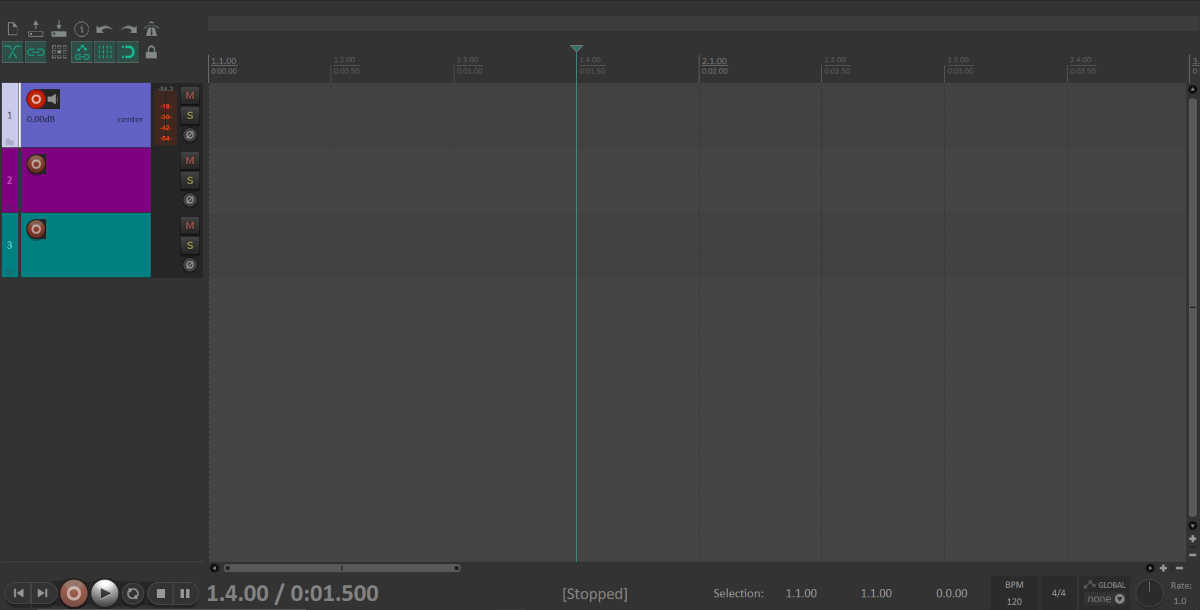 1.1.00
0:00.00
1.2.00
0:00.50
1.3.00
0:01.00
1.4.00
0:01.50
2.1.00
0:02.00
2.2.00
0:02.50
2.3.00
0:03.00
2.4.00
0:03.50
1
0.00dB
center
-18-
-30-
-42-
-54-
M
S
2
M
S
3
M
S
1.4.00 / 0:01.500
[Stopped]
Selection:
1.1.00
1.1.00
0.0.00
BPM
120
4/4
GLOBAL
none
Rate:
1.0